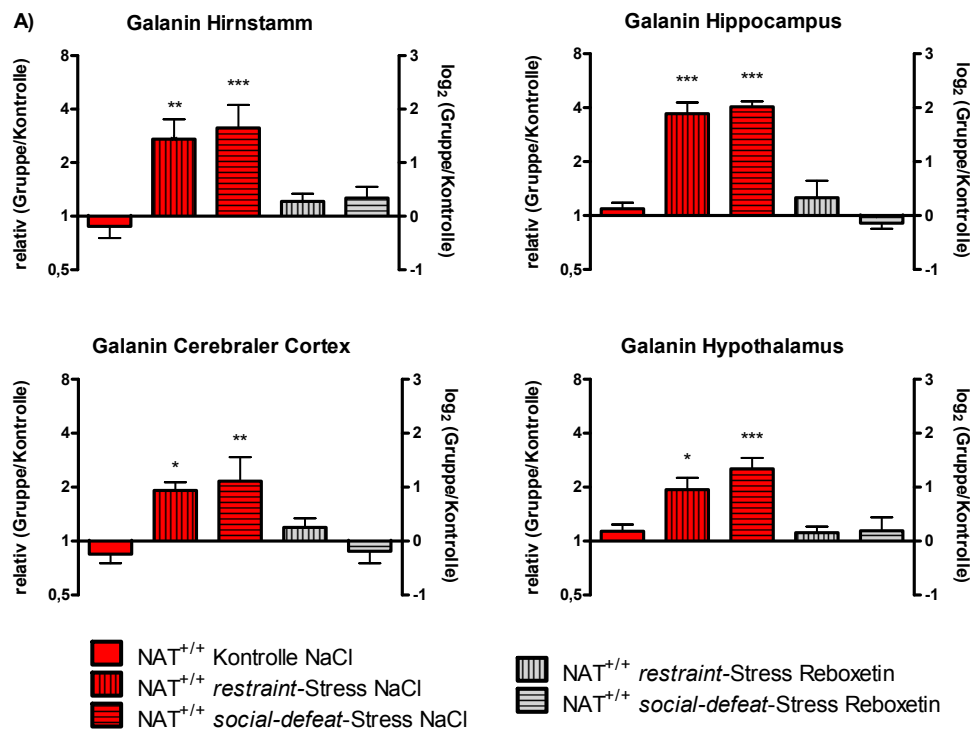 A)
Galanin Hirnstamm
relativ (Gruppe/Kontrolle)
8
4
2
1
0,5
** ***
3
2
1
0
-1
log₂ (Gruppe/Kontrolle)
Galanin Hippocampus
relativ (Gruppe/Kontrolle)
8
4
2
1
0,5
*** ***
3
2
1
0
-1
log₂ (Gruppe/Kontrolle)
Galanin Cerebraler Cortex
relativ (Gruppe/Kontrolle)
8
4
2
1
0,5
* **
3
2
1
0
-1
log₂ (Gruppe/Kontrolle)
Galanin Hypothalamus
relativ (Gruppe/Kontrolle)
8
4
2
1
0,5
* ***
3
2
1
0
-1
log₂ (Gruppe/Kontrolle)
NAT⁺/⁺ Kontrolle NaCl
NAT⁺/⁺ restraint-Stress NaCl
NAT⁺/⁺ social-defeat-Stress NaCl
NAT⁺/⁺ restraint-Stress Reboxetin
NAT⁺/⁺ social-defeat-Stress Reboxetin